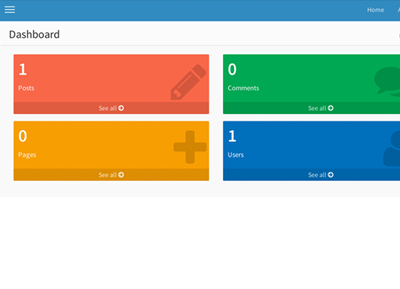 Home
Dashboard
1
Posts
See all
0
Comments
See all
0
Pages
See all
1
Users
See all